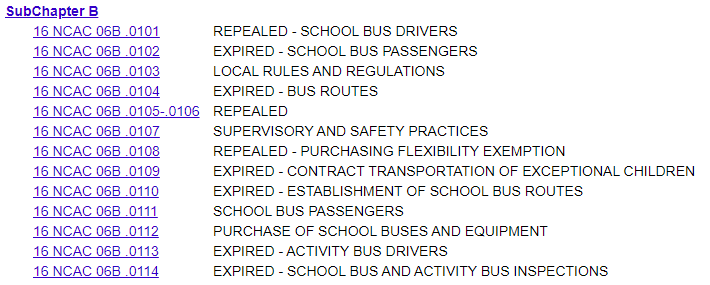 SubChapter B
16 NCAC 06B .0101 REPEALED - SCHOOL BUS DRIVERS
16 NCAC 06B .0102 EXPIRED - SCHOOL BUS PASSENGERS
16 NCAC 06B .0103 LOCAL RULES AND REGULATIONS
16 NCAC 06B .0104 EXPIRED - BUS ROUTES
16 NCAC 06B .0105-.0106 REPEALED
16 NCAC 06B .0107 SUPERVISORY AND SAFETY PRACTICES
16 NCAC 06B .0108 REPEALED - PURCHASING FLEXIBILITY EXEMPTION
16 NCAC 06B .0109 EXPIRED - CONTRACT TRANSPORTATION OF EXCEPTIONAL CHILDREN
16 NCAC 06B .0110 EXPIRED - ESTABLISHMENT OF SCHOOL BUS ROUTES
16 NCAC 06B .0111 SCHOOL BUS PASSENGERS
16 NCAC 06B .0112 PURCHASE OF SCHOOL BUSES AND EQUIPMENT
16 NCAC 06B .0113 EXPIRED - ACTIVITY BUS DRIVERS
16 NCAC 06B .0114 EXPIRED - SCHOOL BUS AND ACTIVITY BUS INSPECTIONS